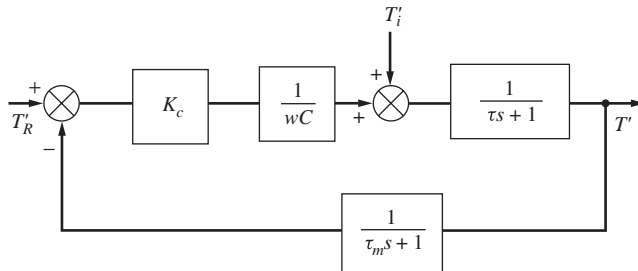 T'_i
+
+
T'_R
−
K_c
1
wC
+
1
τs + 1
T'
1
τ_m s + 1